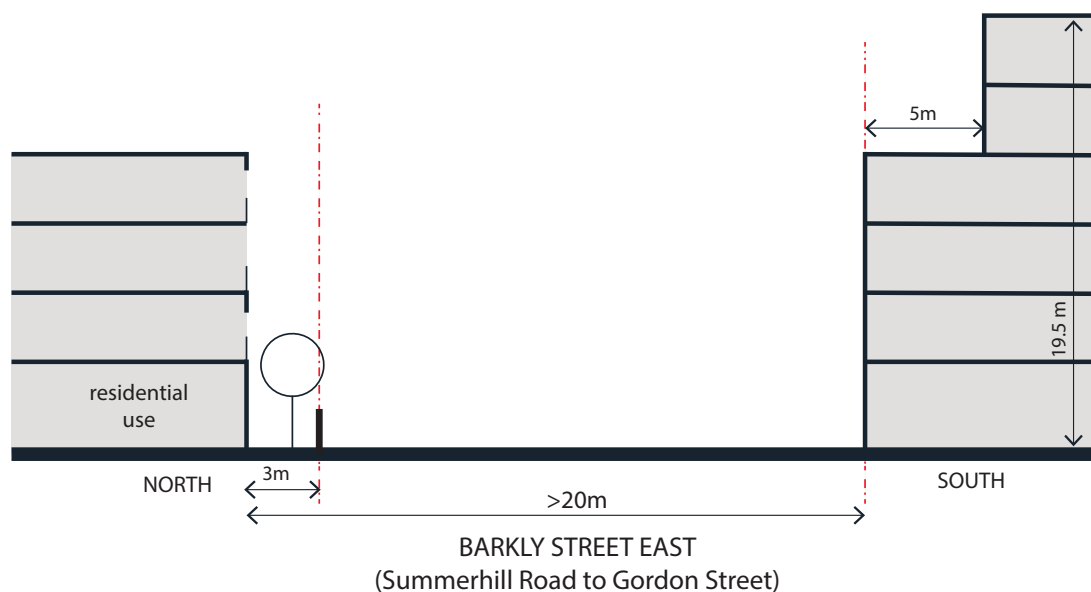 5m
19.5 m
residential
use
NORTH
3m
SOUTH
>20m
BARKLY STREET EAST
(Summerhill Road to Gordon Street)